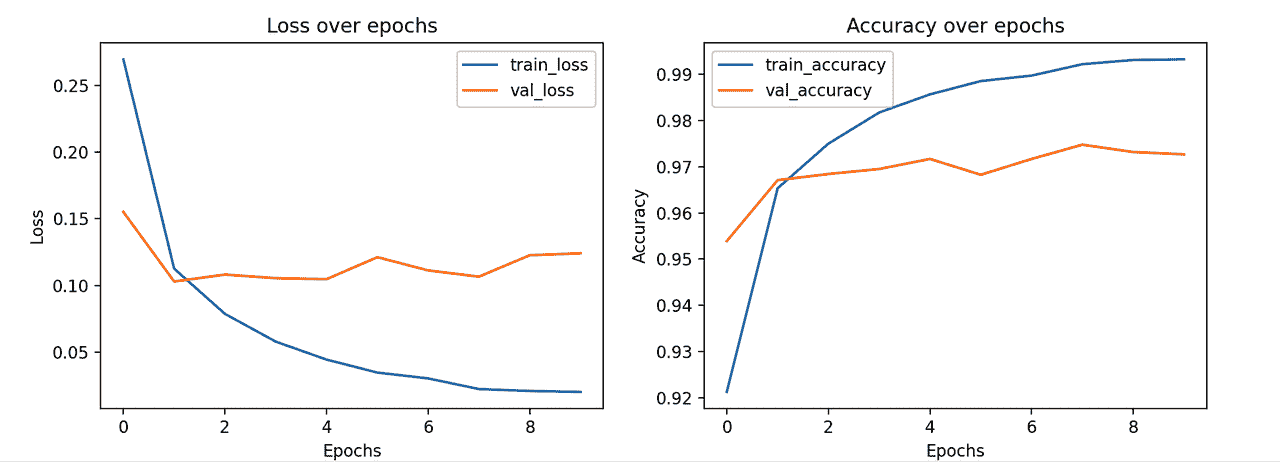 Loss over epochs
train_loss
val_loss
0.25
0.20
0.15
0.10
0.05
Loss
0 2 4 6 8
Epochs
Accuracy over epochs
train_accuracy
val_accuracy
0.99
0.98
0.97
0.96
0.95
0.94
0.93
0.92
Accuracy
0 2 4 6 8
Epochs